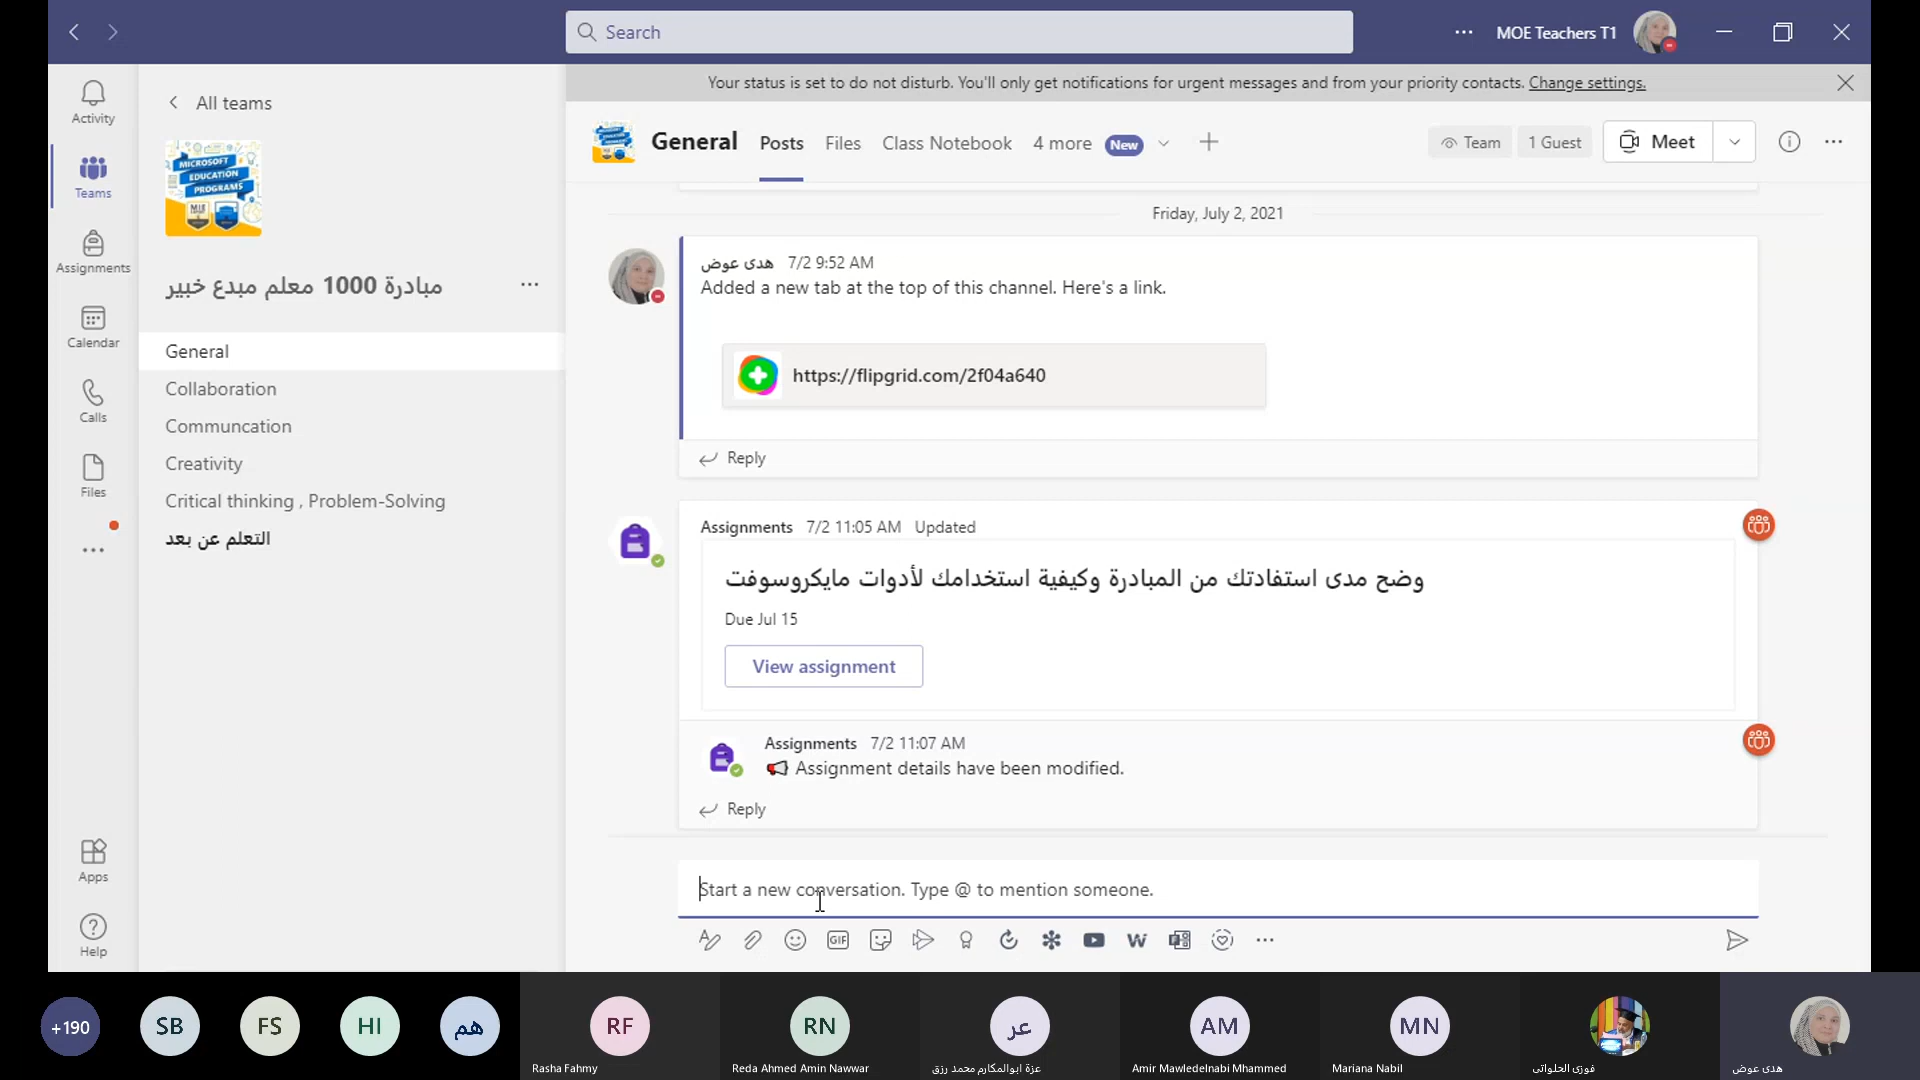 Search
MOE Teachers T1
Your status is set to do not disturb. You'll only get notifications for urgent messages and from your priority contacts. Change settings.
Activity
Teams
Assignments
Calendar
Calls
Files
Apps
Help
All teams
MICROSOFT
EDUCATION
PROGRAMS
MIE
مبادرة 1000 معلم مبدع خبير
General
Collaboration
Communcation
Creativity
Critical thinking , Problem-Solving
التعلم عن بعد
General
Posts
Files
Class Notebook
4 more
New
Team
1 Guest
Meet
Friday, July 2, 2021
هدى عوض 7/2 9:52 AM
Added a new tab at the top of this channel. Here's a link.
https://flipgrid.com/2f04a640
Reply
Assignments 7/2 11:05 AM Updated
وضح مدى استفادتك من المبادرة وكيفية استخدامك لأدوات مايكروسوفت
Due Jul 15
View assignment
Assignments 7/2 11:07 AM
Assignment details have been modified.
Reply
Start a new conversation. Type @ to mention someone.
GIF
+190
SB
FS
HI
هم
RF
Rasha Fahmy
RN
Reda Ahmed Amin Nawwar
عر
عزة ابوالمكارم محمد رزق
AM
Amir Mawledelnabi Mhammed
MN
Mariana Nabil
فوزى الحلوانى
هدى عوض